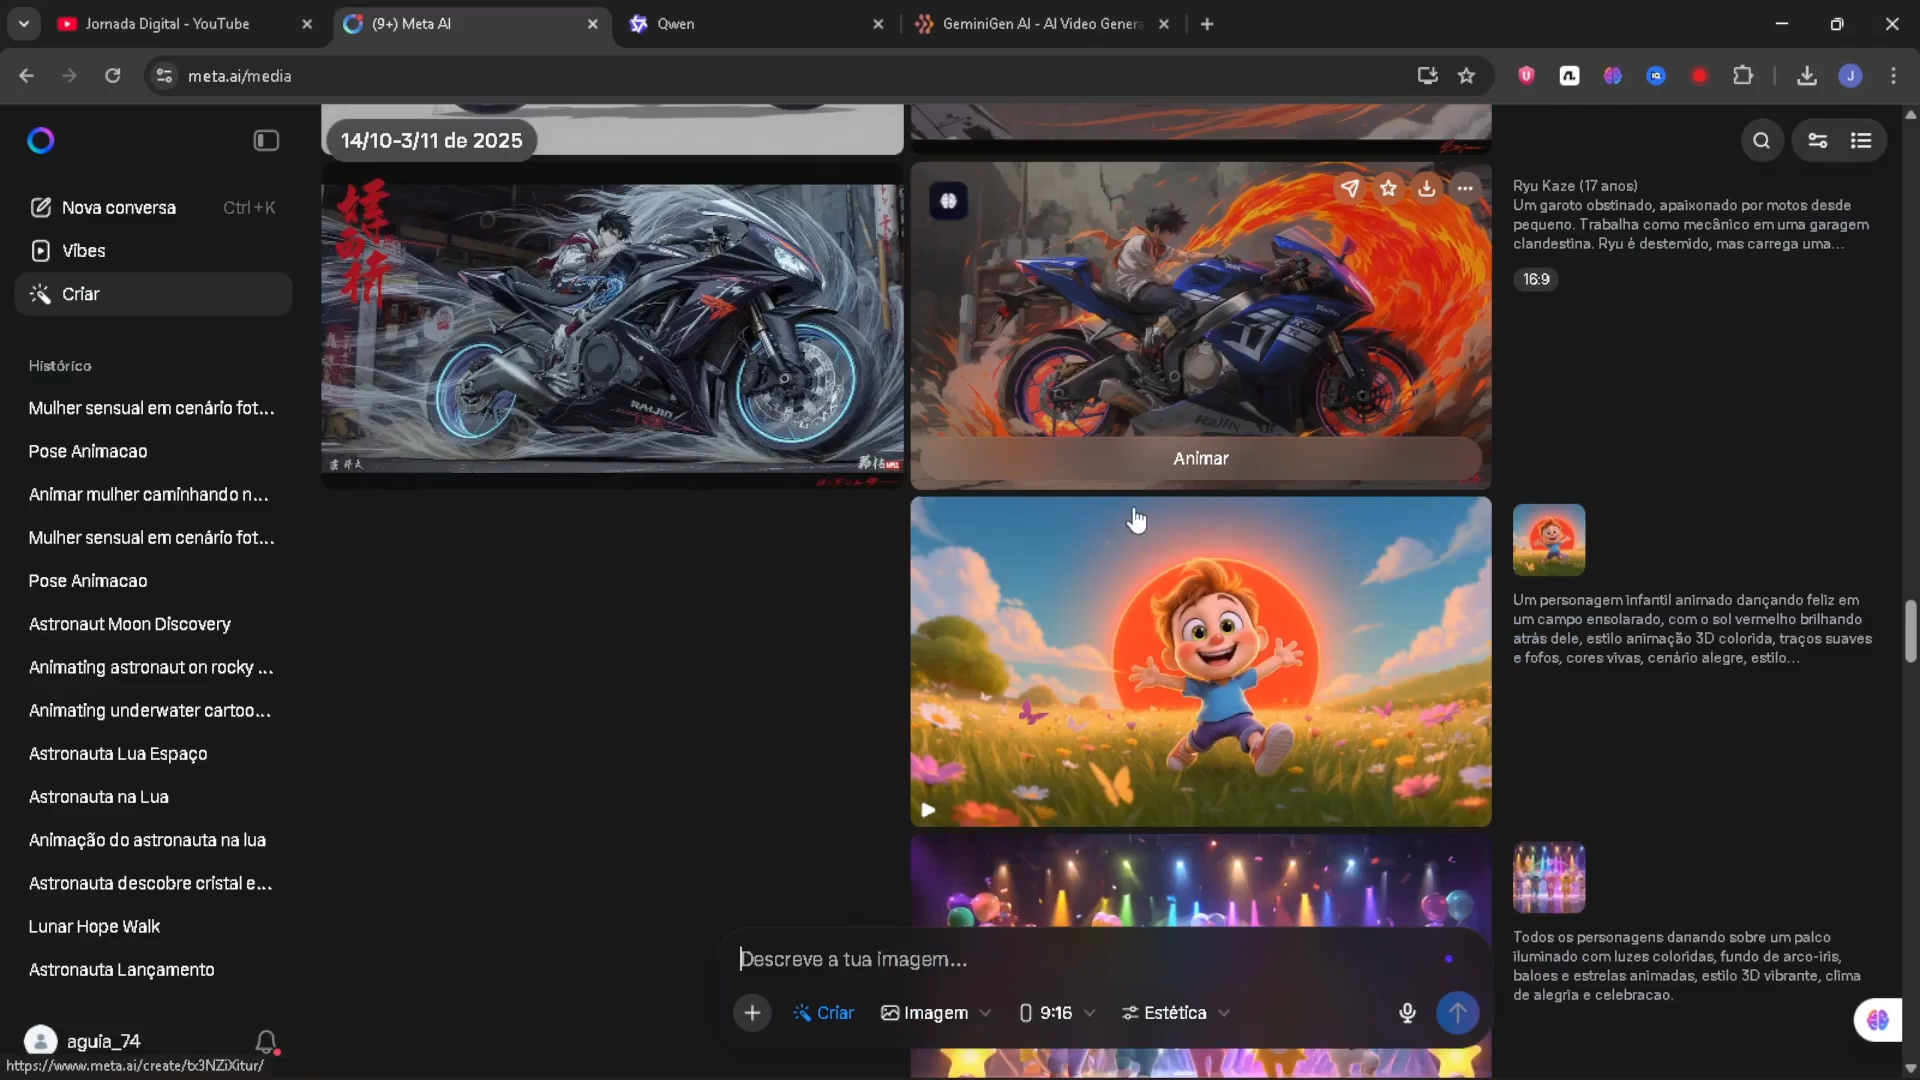 Jornada Digital - YouTube
(9+) Meta AI
Qwen
GeminiGen AI - AI Video Genera
meta.ai/media
14/10-3/11 de 2025
Nova conversa
Ctrl+K
Vibes
Criar
Histórico
Mulher sensual em cenário fot...
Pose Animacao
Animar mulher caminhando n...
Mulher sensual em cenário fot...
Pose Animacao
Astronaut Moon Discovery
Animating astronaut on rocky ...
Animating underwater cartoo...
Astronauta Lua Espaço
Astronauta na Lua
Animação do astronauta na lua
Astronauta descobre cristal e...
Lunar Hope Walk
Astronauta Lançamento
aguia_74
https://www.meta.ai/create/tx3NZiXitur/
RAIJIN
RAIJN
Animar
Ryu Kaze (17 anos)
Um garoto obstinado, apaixonado por motos desde
pequeno. Trabalha como mecânico em uma garagem
clandestina. Ryu é destemido, mas carrega uma...
16:9
Um personagem infantil animado dançando feliz em
um campo ensolarado, com o sol vermelho brilhando
atrás dele, estilo animação 3D colorida, traços suaves
e fofos, cores vivas, cenário alegre, estilo...
Todos os personagens danando sobre um palco
iluminado com luzes coloridas, fundo de arco-iris,
baloes e estrelas animadas, estilo 3D vibrante, clima
de alegria e celebracao.
Descreve a tua imagem...
Criar
Imagem
9:16
Estética
J